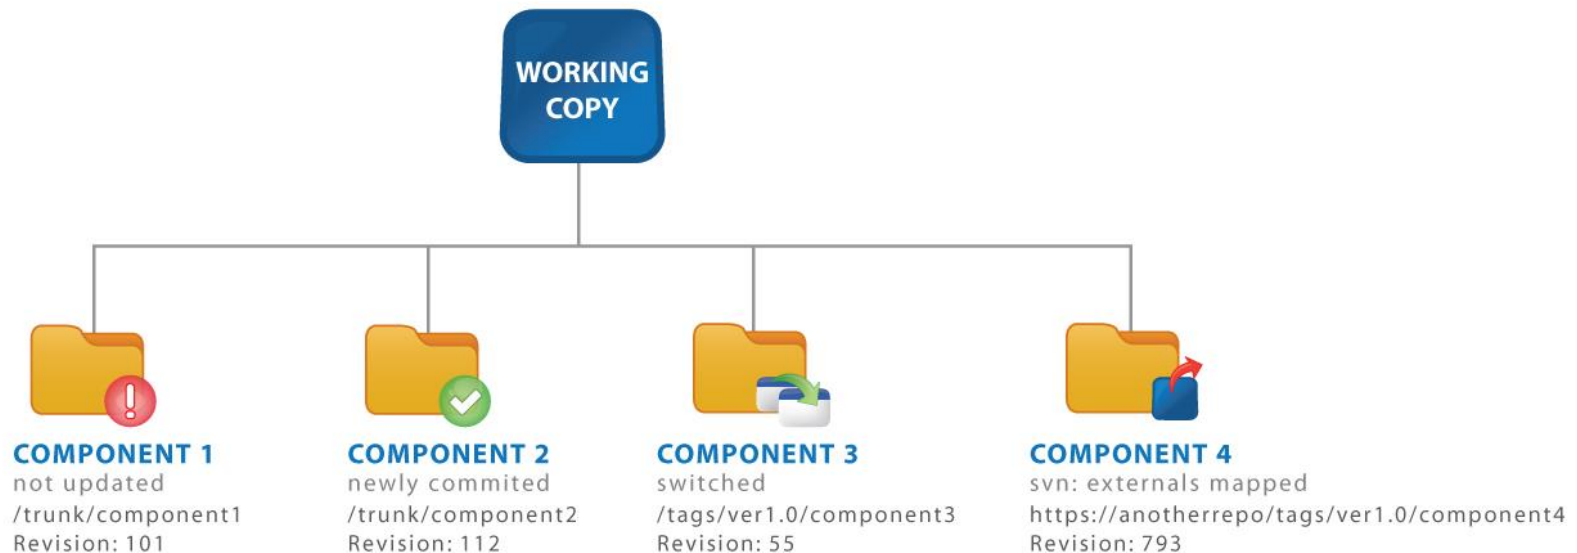 WORKING
COPY
COMPONENT 1
not updated
/trunk/component1
Revision: 101
COMPONENT 2
newly commited
/trunk/component2
Revision: 112
COMPONENT 3
switched
/tags/ver1.0/component3
Revision: 55
COMPONENT 4
svn: externals mapped
https://anotherrepo/tags/ver1.0/component4
Revision: 793